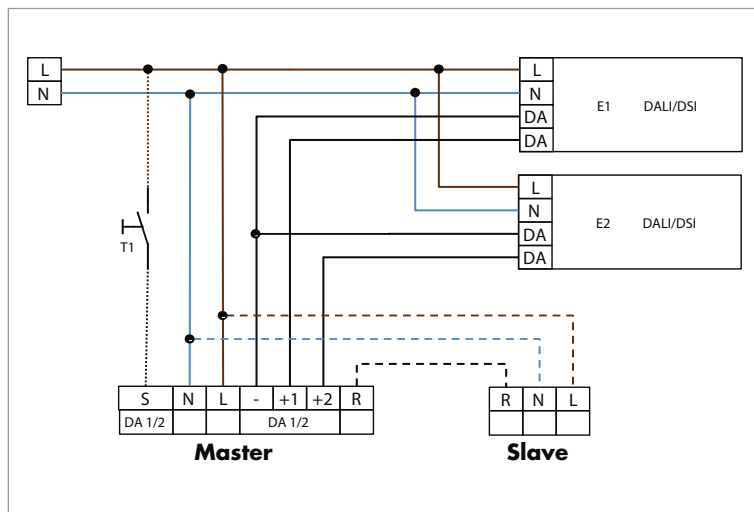 L
N
L
N
DA
DA
E1 DALI/DSI
L
N
DA
DA
E2 DALI/DSI
T1
S N L - +1 +2 R
DA 1/2 DA 1/2
Master
R N L
Slave